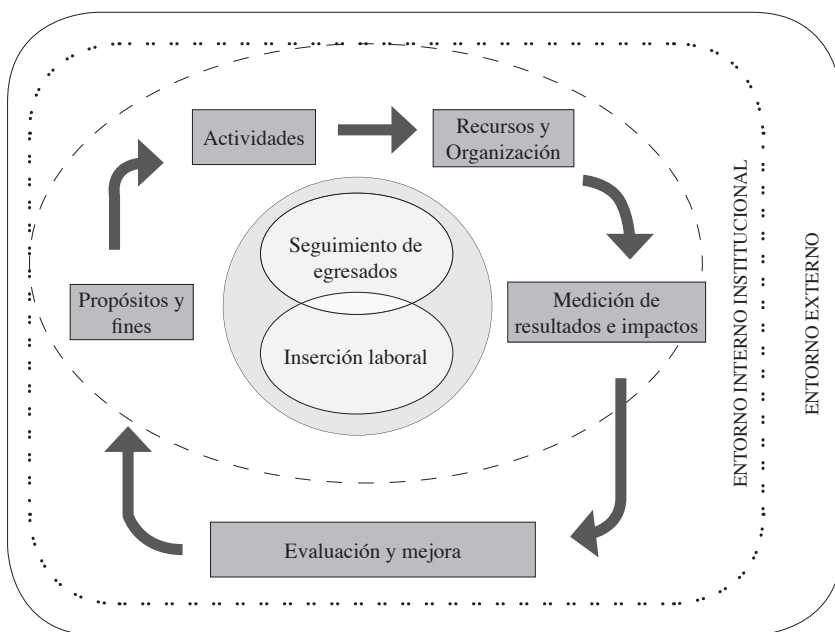 Actividades
Recursos y
Organización
Seguimiento de
egresados
Propósitos y
fines
Medición de
resultados e impactos
Inserción laboral
Evaluación y mejora
ENTORNO INTERNO INSTITUCIONAL
ENTORNO EXTERNO